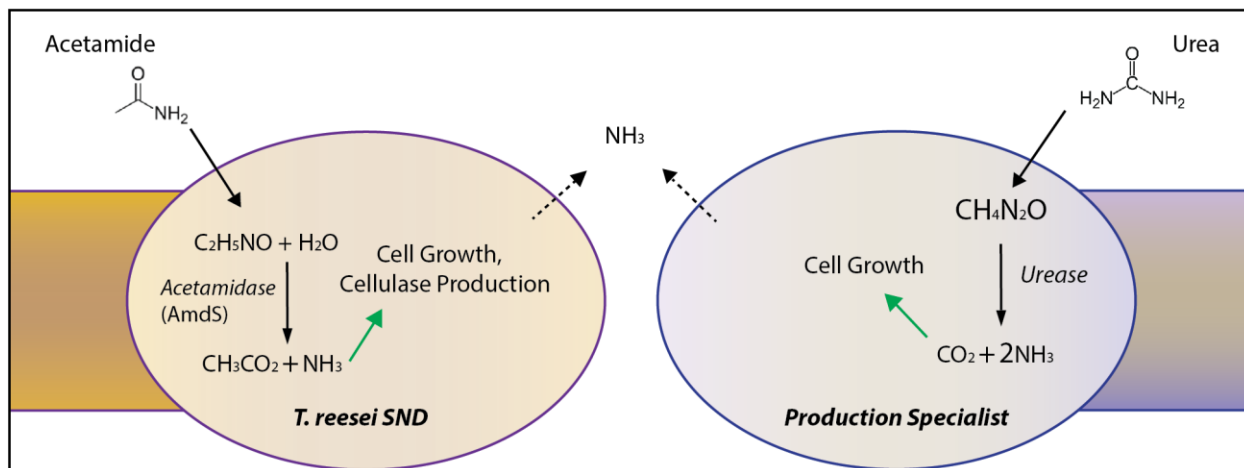 Acetamide
O
NH₂
C₂H₅NO + H₂O
Acetamidase
(AmdS)
CH₃CO₂ + NH₃
Cell Growth,
Cellulase Production
T. reesei SND
NH₃
Urea
O
H₂N C NH₂
CH₄N₂O
Urease
CO₂ + 2NH₃
Cell Growth
Production Specialist